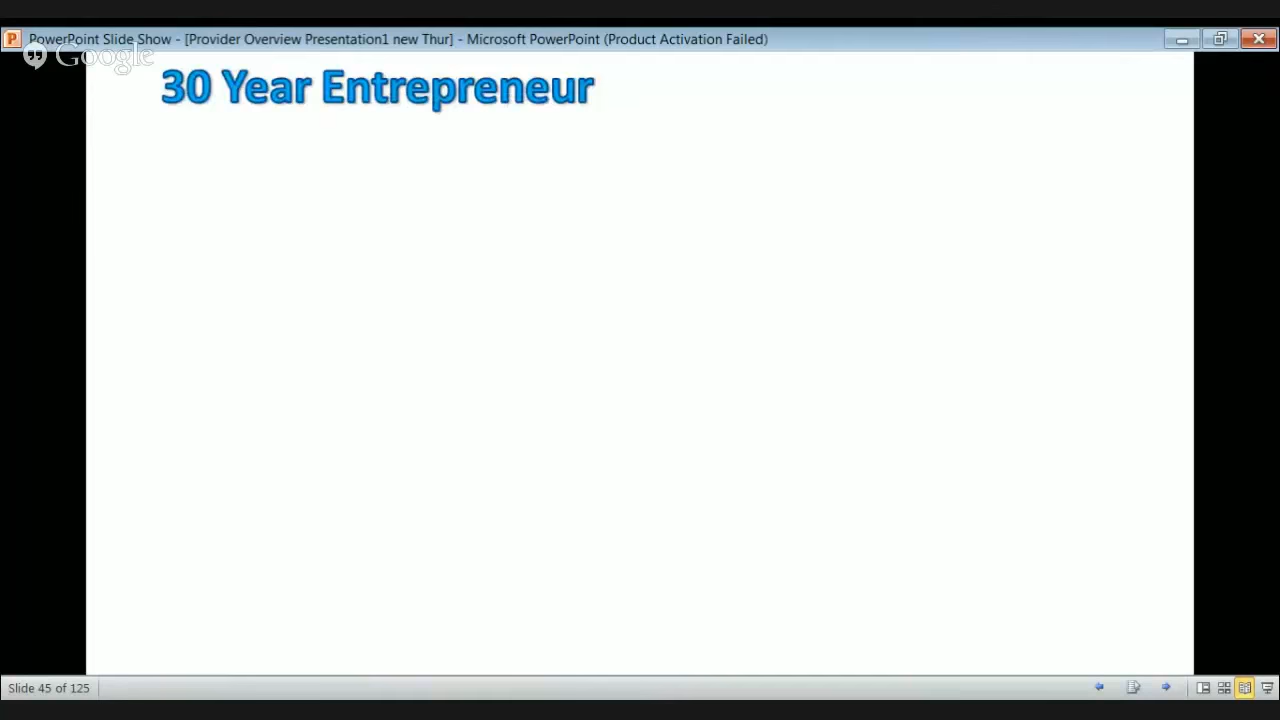 PowerPoint Slide Show - [Provider Overview Presentation1 new Thur] - Microsoft PowerPoint (Product Activation Failed)
Google
30 Year Entrepreneur
Slide 45 of 125